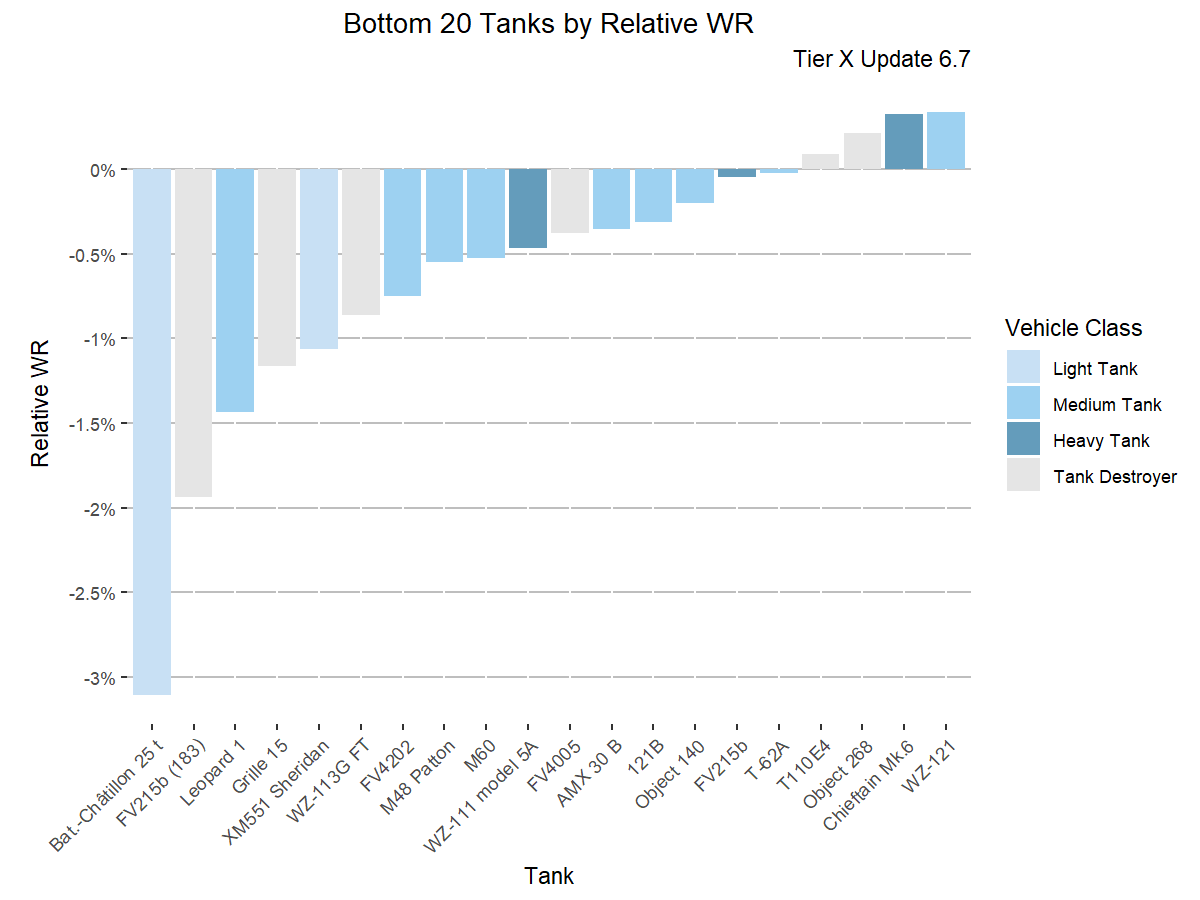 Bottom 20 Tanks by Relative WR
Tier X Update 6.7
Relative WR
0%
-0.5%
-1%
-1.5%
-2%
-2.5%
-3%
Bat.-Châtillon 25 t
FV215b (183)
Leopard 1
Grille 15
XM551 Sheridan
WZ-113G FT
FV4202
M48 Patton
M60
WZ-111 model 5A
FV4005
AMX 30 B
121B
Object 140
FV215b
T-62A
T110E4
Object 268
Chieftain Mk.6
WZ-121
Tank
Vehicle Class
Light Tank
Medium Tank
Heavy Tank
Tank Destroyer